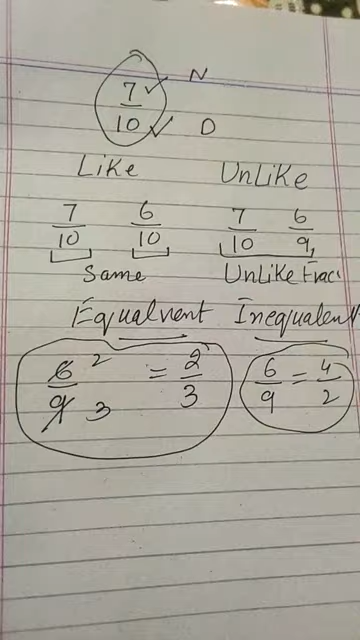 7 N
10 D
Like UnLike
7/10 6/10 7/10 6/9,
Same UnLike Frac:
Equalvent Inequalent
6/9 2/3 = 2/3 6/9 = 4/2